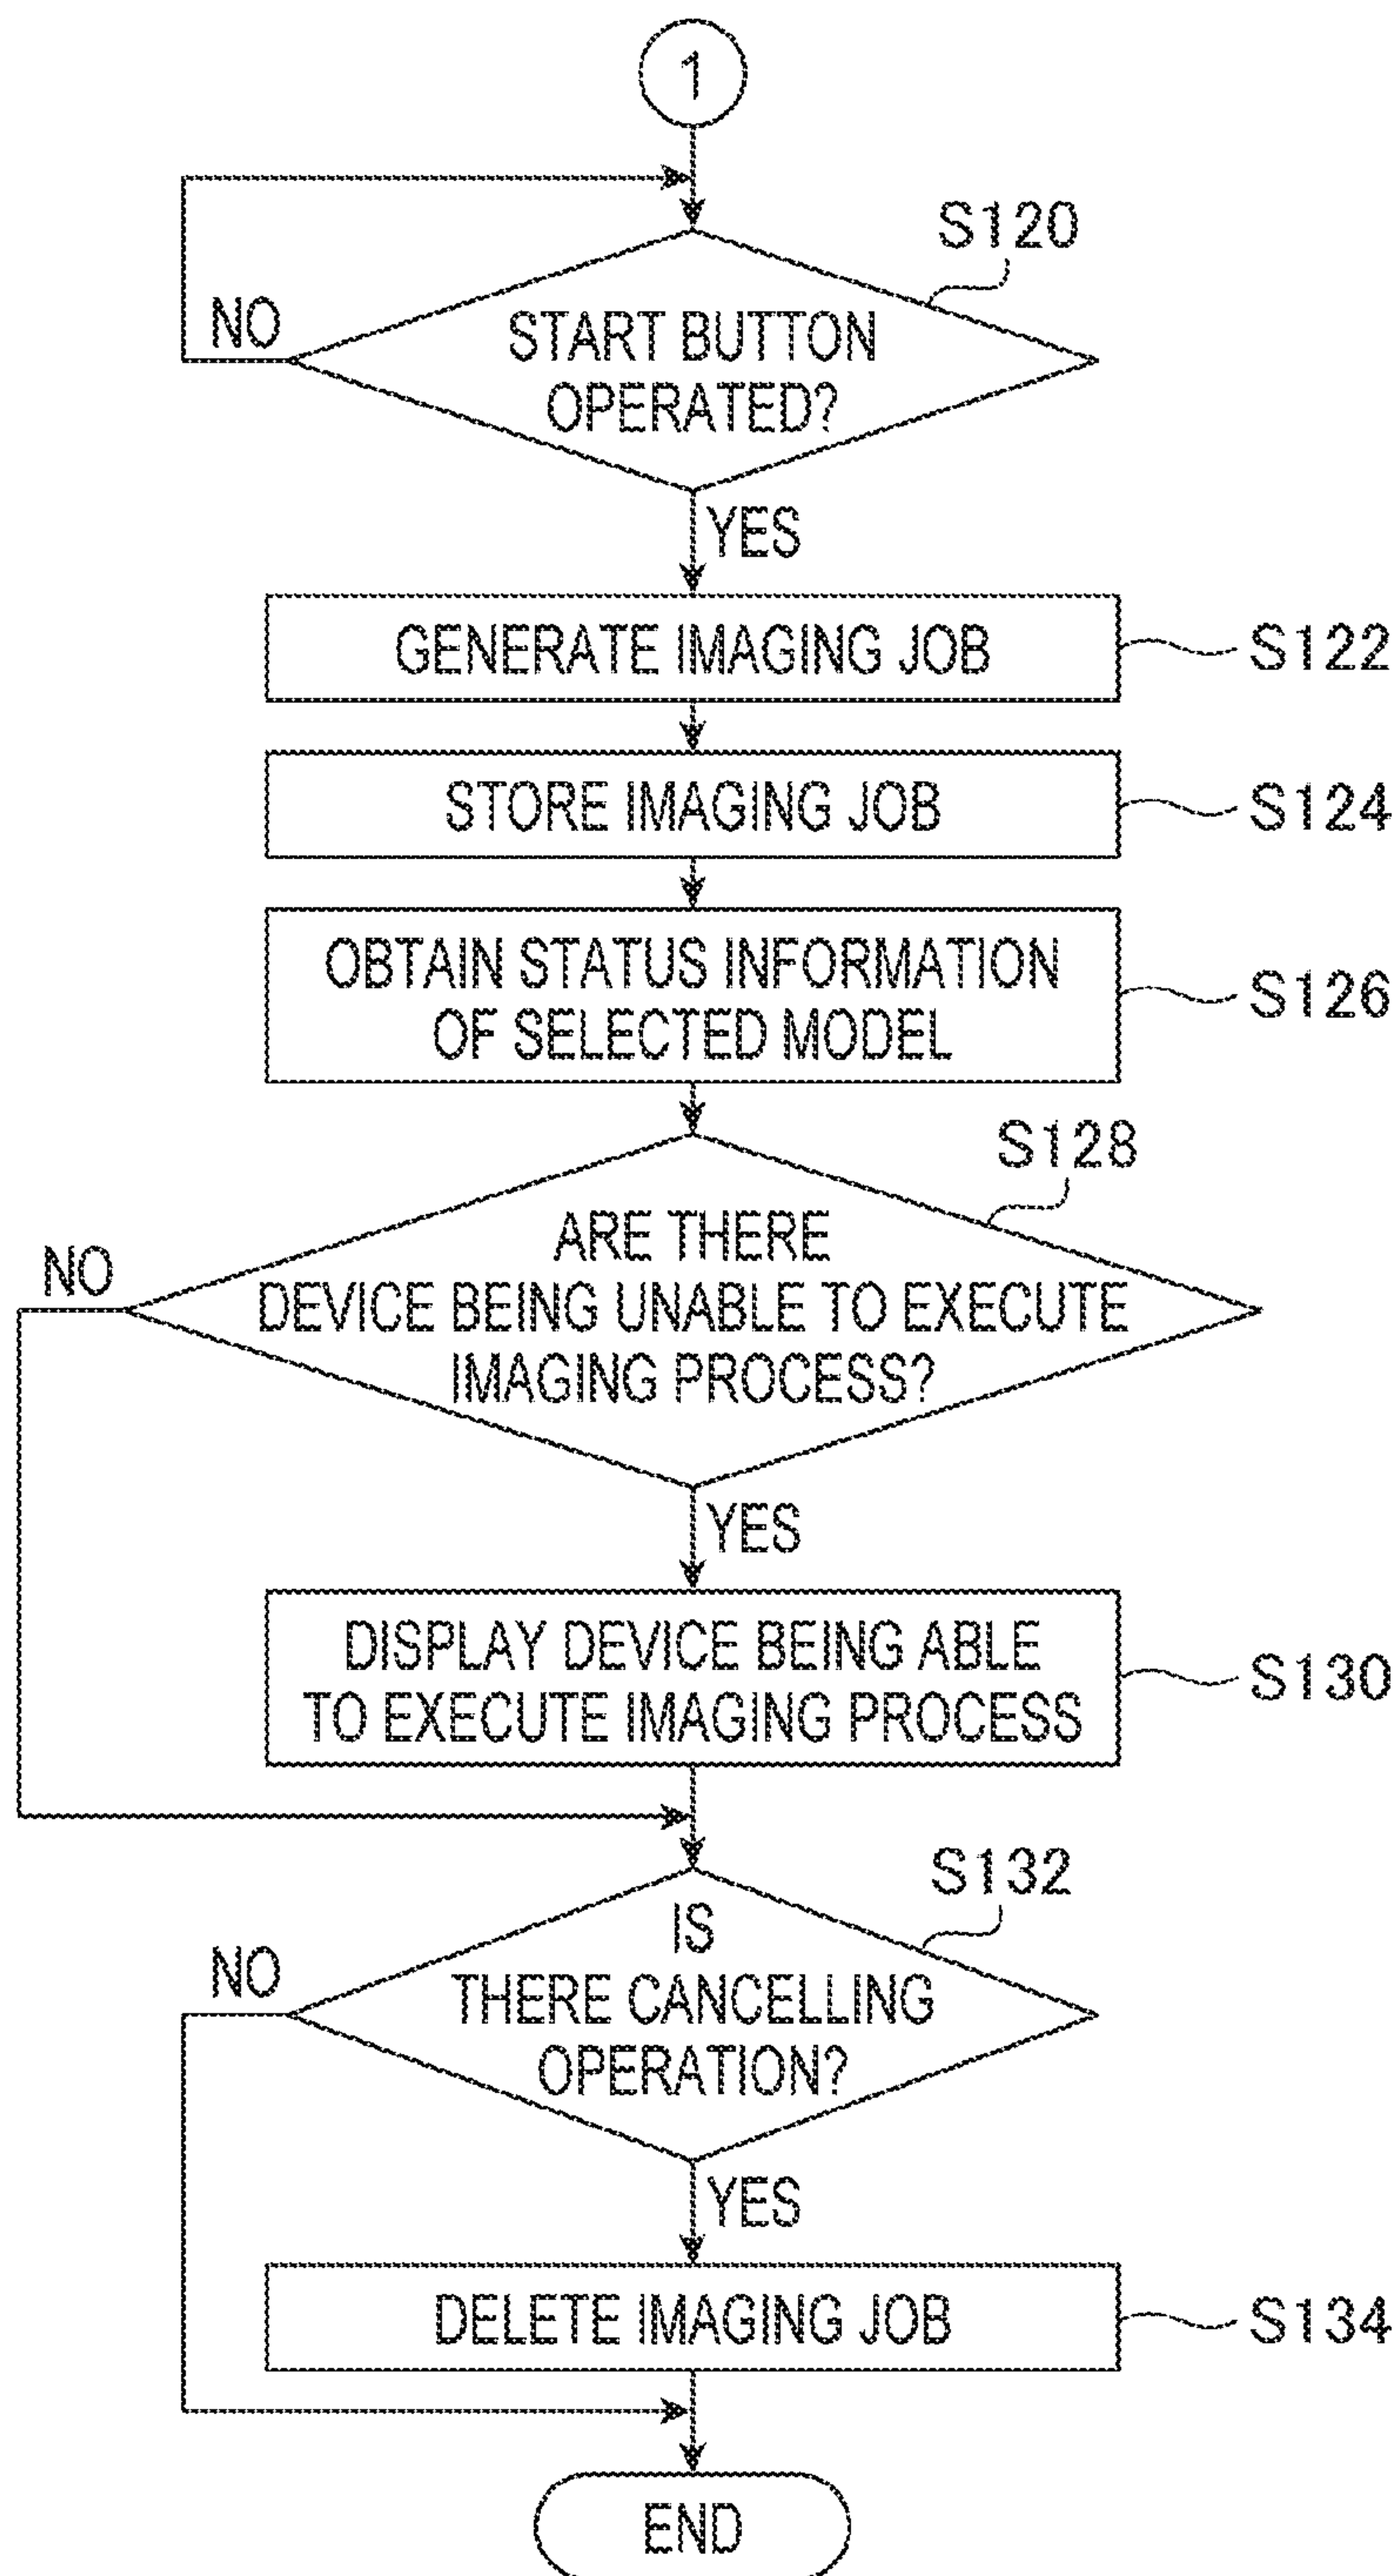 1
S120
NO
START BUTTON
OPERATED?
YES
GENERATE IMAGING JOB
S122
STORE IMAGING JOB
S124
OBTAIN STATUS INFORMATION
OF SELECTED MODEL
S126
S128
NO
ARE THERE
DEVICE BEING UNABLE TO EXECUTE
IMAGING PROCESS?
YES
DISPLAY DEVICE BEING ABLE
TO EXECUTE IMAGING PROCESS
S130
S132
NO
IS
THERE CANCELLING
OPERATION?
YES
DELETE IMAGING JOB
S134
END